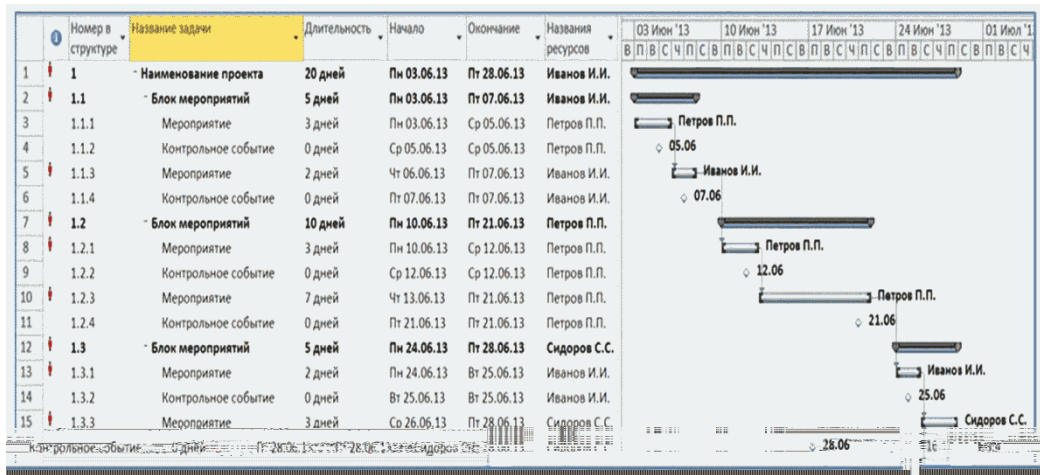 Номер в структуре Название задачи Длительность Начало Окончание Названия ресурсов 03 Июн '13 10 Июн '13 17 Июн '13 24 Июн '13 01 Июл '1
В П В С Ч П С В П В С Ч П С В П В С Ч П С В П В С Ч П С В П В С Ч
1 1 - Наименование проекта 20 дней Пн 03.06.13 Пт 28.06.13 Иванов И.И.
2 1.1 - Блок мероприятий 5 дней Пн 03.06.13 Пт 07.06.13 Иванов И.И.
3 1.1.1 Мероприятие 3 дней Пн 03.06.13 Ср 05.06.13 Петров П.П. Петров П.П.
4 1.1.2 Контрольное событие 0 дней Ср 05.06.13 Ср 05.06.13 Петров П.П. 05.06
5 1.1.3 Мероприятие 2 дней Чт 06.06.13 Пт 07.06.13 Иванов И.И. Иванов И.И.
6 1.1.4 Контрольное событие 0 дней Пт 07.06.13 Пт 07.06.13 Иванов И.И. 07.06
7 1.2 - Блок мероприятий 10 дней Пн 10.06.13 Пт 21.06.13 Петров П.П.
8 1.2.1 Мероприятие 3 дней Пн 10.06.13 Ср 12.06.13 Петров П.П. Петров П.П.
9 1.2.2 Контрольное событие 0 дней Ср 12.06.13 Ср 12.06.13 Петров П.П. 12.06
10 1.2.3 Мероприятие 7 дней Чт 13.06.13 Пт 21.06.13 Петров П.П. Петров П.П.
11 1.2.4 Контрольное событие 0 дней Пт 21.06.13 Пт 21.06.13 Петров П.П. 21.06
12 1.3 - Блок мероприятий 5 дней Пн 24.06.13 Пт 28.06.13 Сидоров С.С.
13 1.3.1 Мероприятие 2 дней Пн 24.06.13 Вт 25.06.13 Иванов И.И. Иванов И.И.
14 1.3.2 Контрольное событие 0 дней Вт 25.06.13 Вт 25.06.13 Иванов И.И. 25.06
15 1.3.3 Мероприятие 3 дней Ср 26.06.13 Пт 28.06.13 Сидоров С.С. Сидоров С.С.
Контрольное событие 0 дней 28.06